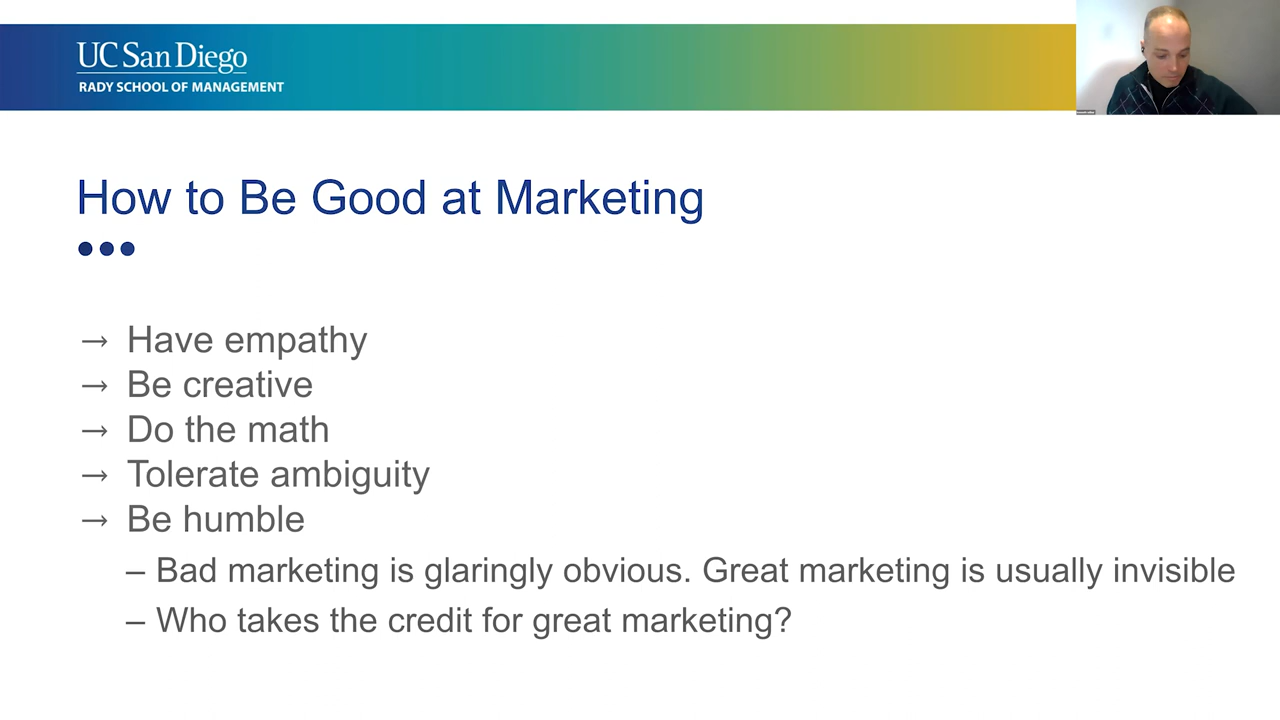 UC San Diego
RADY SCHOOL OF MANAGEMENT
How to Be Good at Marketing
→ Have empathy
→ Be creative
→ Do the math
→ Tolerate ambiguity
→ Be humble
– Bad marketing is glaringly obvious. Great marketing is usually invisible
– Who takes the credit for great marketing?